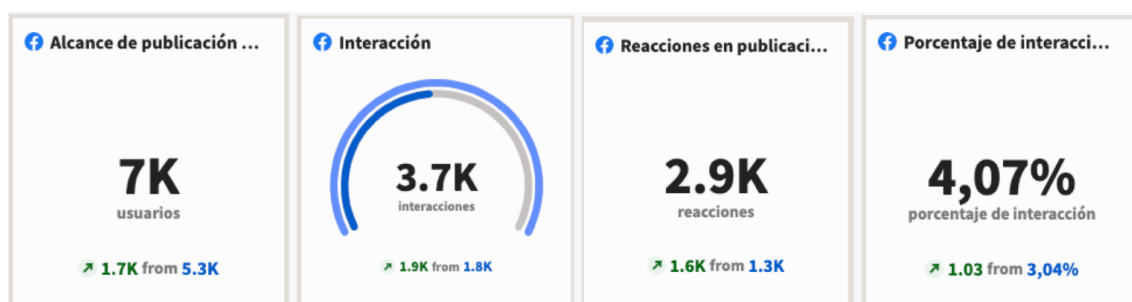 Alcance de publicación ...
7K
usuarios
1.7K from 5.3K
Interacción
3.7K
interacciones
1.9K from 1.8K
Reacciones en publicaci...
2.9K
reacciones
1.6K from 1.3K
Porcentaje de interacci...
4,07%
porcentaje de interacción
1.03 from 3,04%